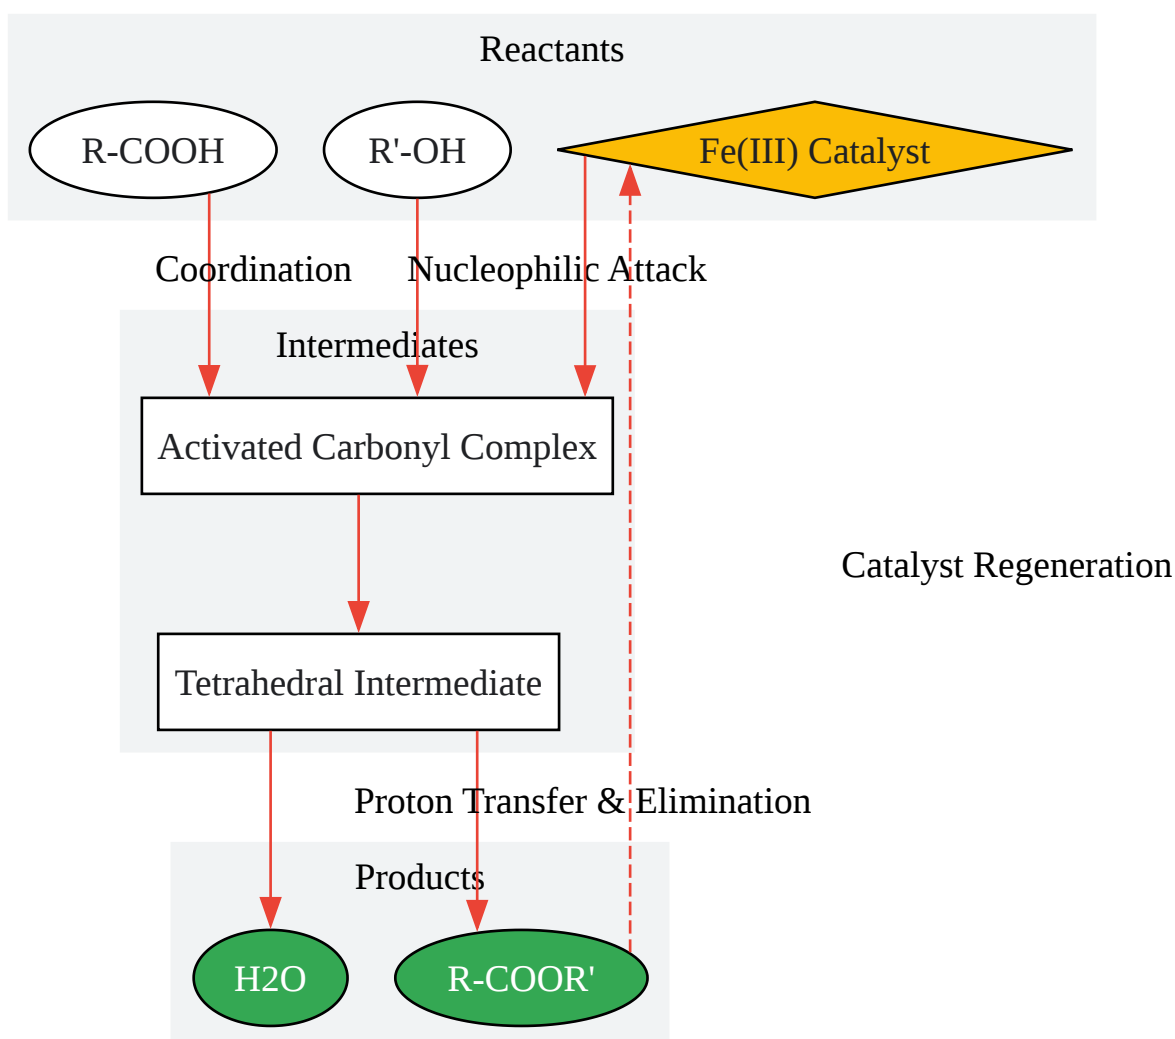 Reactants
R-COOH
R'-OH
Fe(III) Catalyst
Coordination
Nucleophilic Attack
Intermediates
Activated Carbonyl Complex
Catalyst Regeneration
Tetrahedral Intermediate
Proton Transfer & Elimination
Products
H2O
R-COOR'